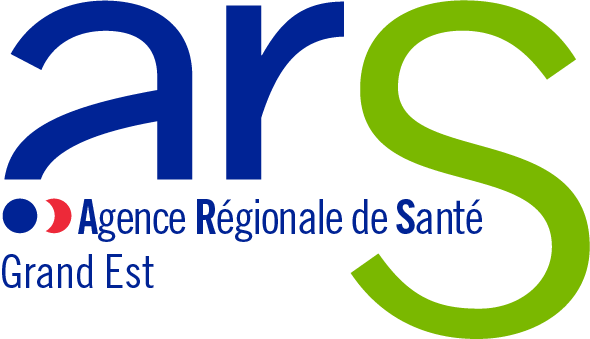 ars
Agence Régionale de Santé
Grand Est